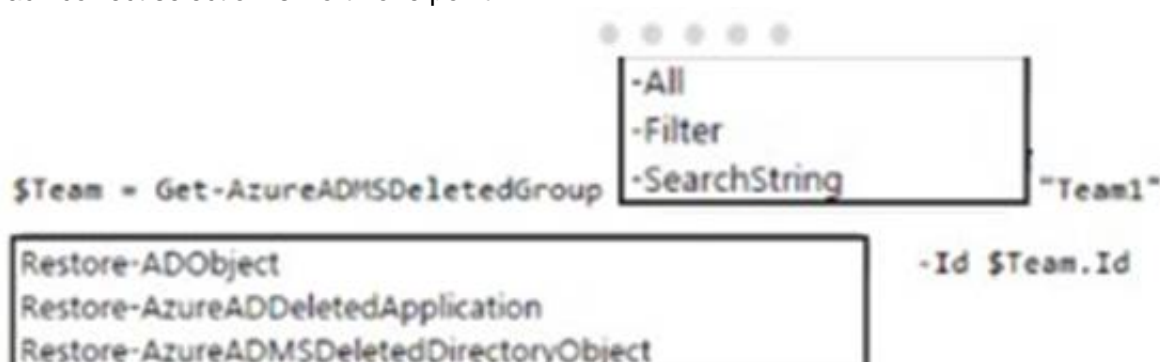 -All
-Filter
$Team = Get-AzureADMSDeletedGroup -SearchString "Team1"
Restore-ADObject -Id $Team.Id
Restore-AzureADDeletedApplication
Restore-AzureADMSDeletedDirectoryObject